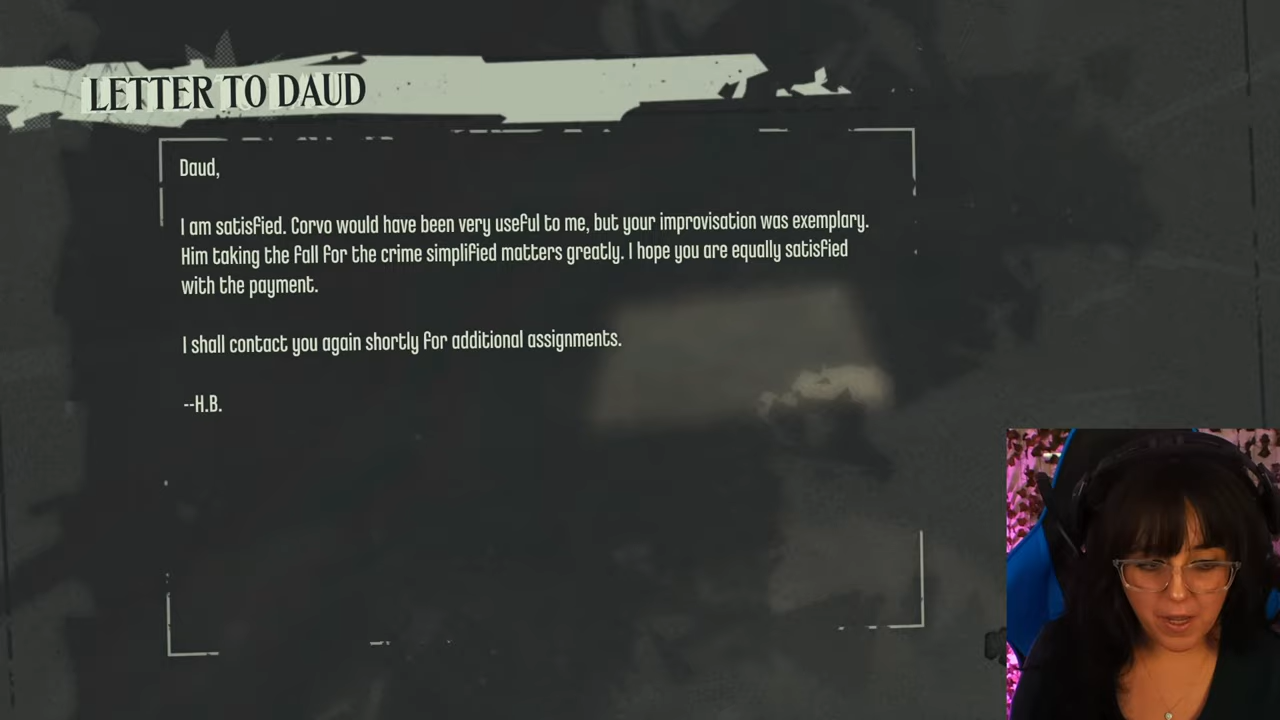 LETTER TO DAUD
Daud,
I am satisfied. Corvo would have been very useful to me, but your improvisation was exemplary.
Him taking the fall for the crime simplified matters greatly. I hope you are equally satisfied
with the payment.
I shall contact you again shortly for additional assignments.
--H.B.